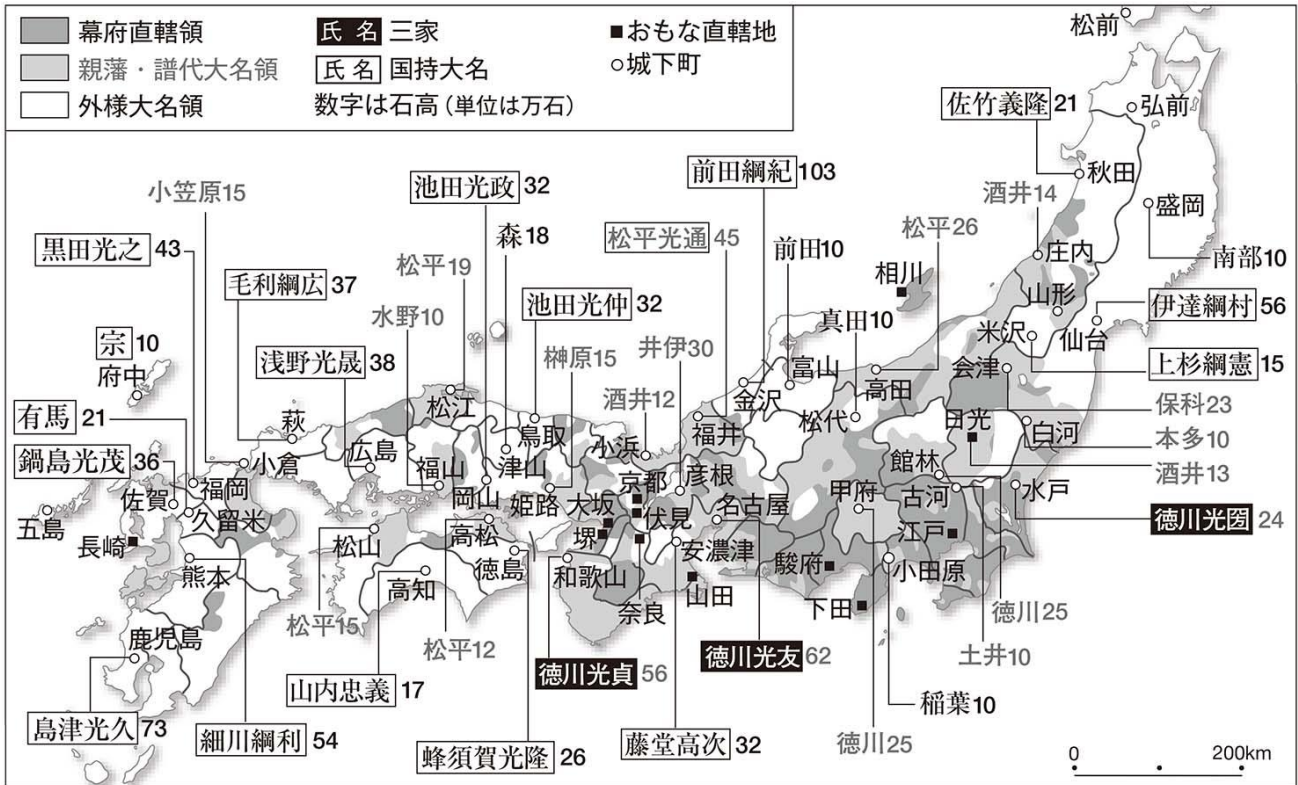 幕府直轄領
親藩・譜代大名領
外様大名領
氏名 三家
氏名 国持大名
数字は石高(単位は万石)
■おもな直轄地
○城下町
松前
弘前
佐竹義隆 21
秋田
盛岡
南部10
酒井14
庄内
山形
伊達綱村 56
仙台
米沢
上杉綱憲 15
会津
保科23
白河
本多10
日光
酒井13
館林
古河
水戸
徳川光圀 24
江戸
甲府
小田原
駿府
下田
徳川25
土井10
稲葉10
徳川25
相川
松平26
高田
真田10
松代
前田綱紀 103
金沢
前田10
富山
松平光通 45
福井
井伊30
彦根
酒井12
小浜
京都
伏見
名古屋
徳川光友 62
安濃津
藤堂高次 32
山田
奈良
大坂
堺
和歌山
徳川光貞 56
榊原15
姫路
池田光仲 32
鳥取
森18
津山
池田光政 32
岡山
松平19
松江
水野10
福山
浅野光晟 38
広島
毛利綱広 37
萩
小笠原15
小倉
黒田光之 43
福岡
宗 10
府中
有馬 21
久留米
鍋島光茂 36
佐賀
五島
長崎
熊本
細川綱利 54
鹿児島
島津光久 73
松山
松平15
高松
松平12
高知
山内忠義 17
徳島
蜂須賀光隆 26
0
200km